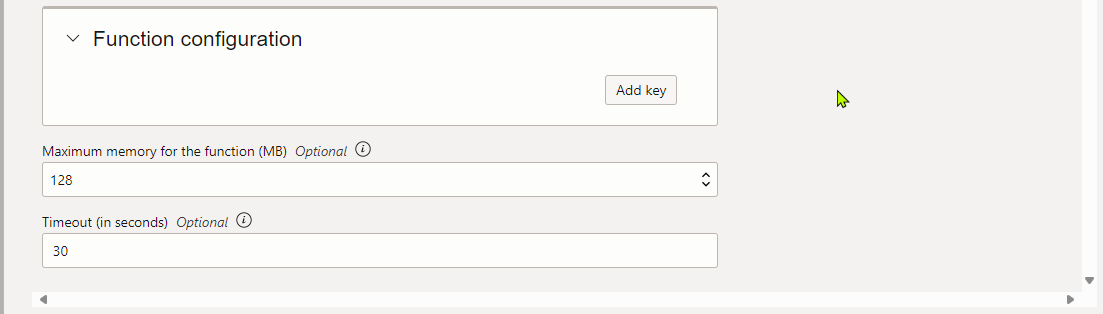 Function configuration
Add key
Maximum memory for the function (MB) Optional
128
Timeout (in seconds) Optional
30